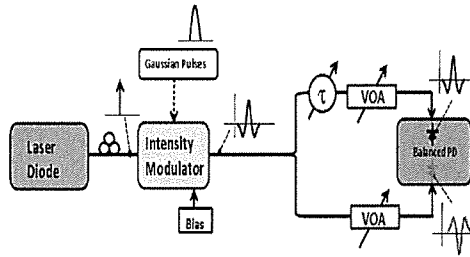 Gaussian Pulses
Laser
Diode
Intensity
Modulator
Bias
τ
VOA
Balanced PD
VOA